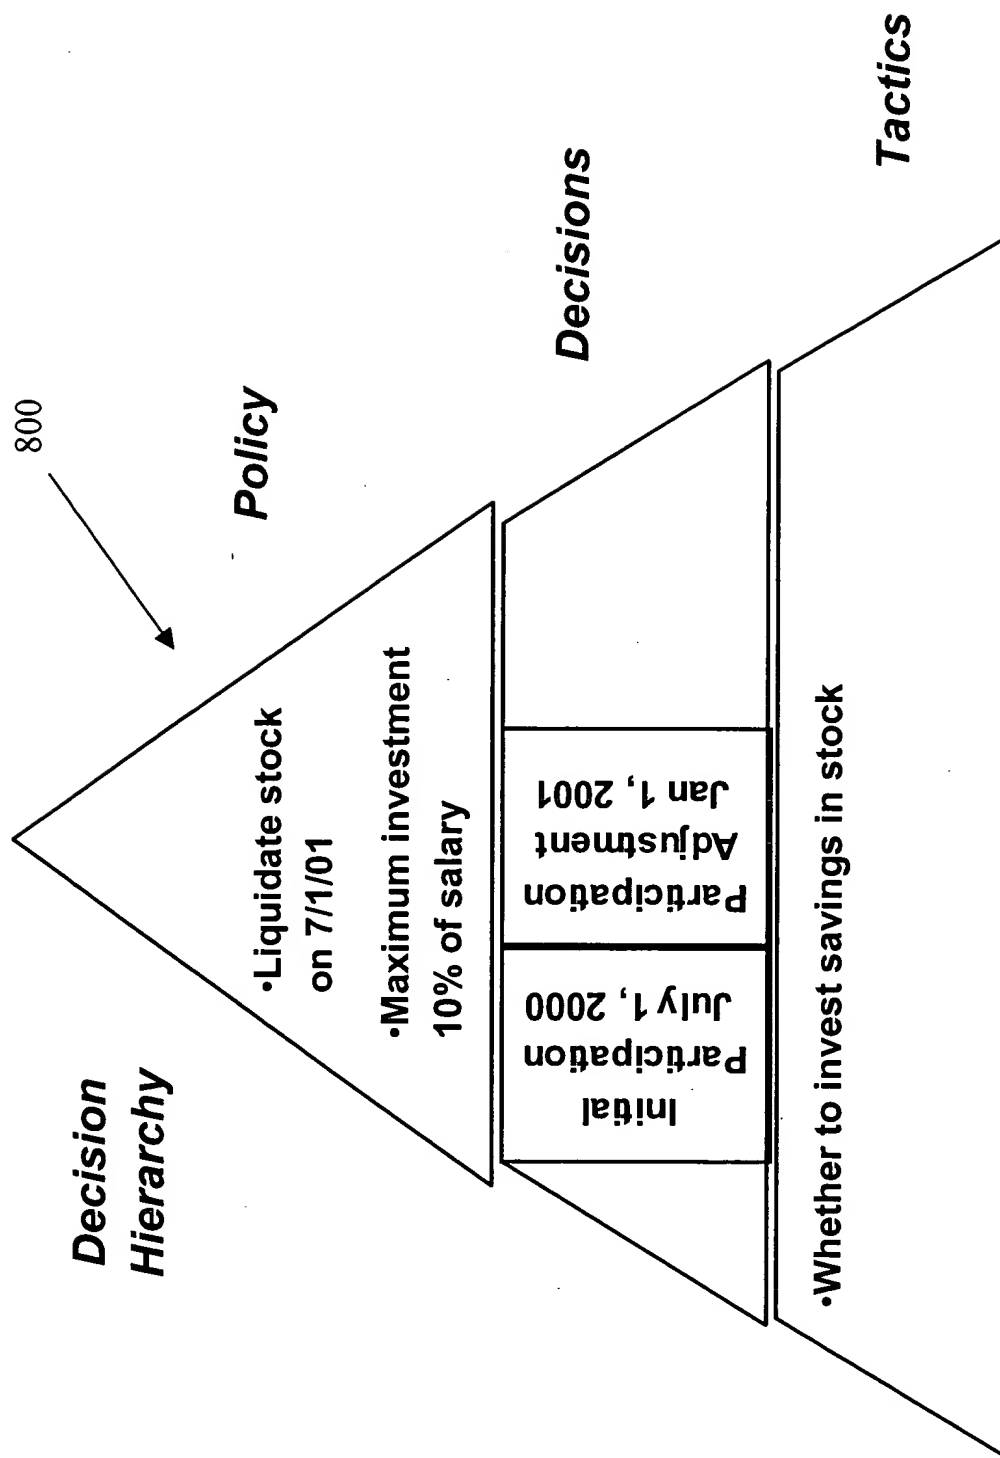 Decision
Hierarchy
800
Policy
•Liquidate stock
on 7/1/01
•Maximum investment
10% of salary
Decisions
Initial
Participation
July 1, 2000
Participation
Adjustment
Jan 1, 2001
Tactics
•Whether to invest savings in stock